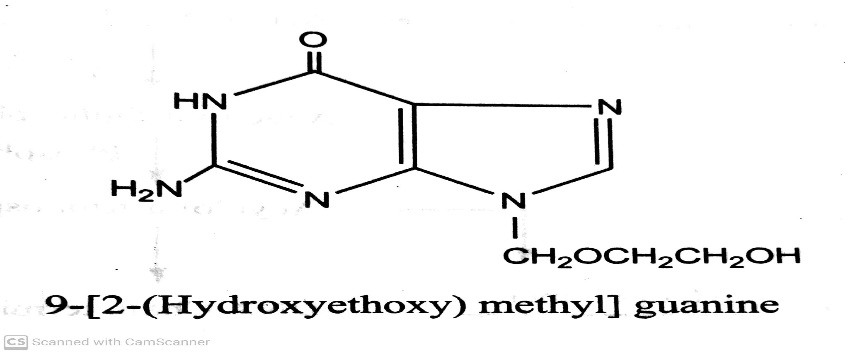 O
HN
N
H₂N
N
N
CH₂OCH₂CH₂OH
9-[2-(Hydroxyethoxy) methyl] guanine
CS Scanned with CamScanner